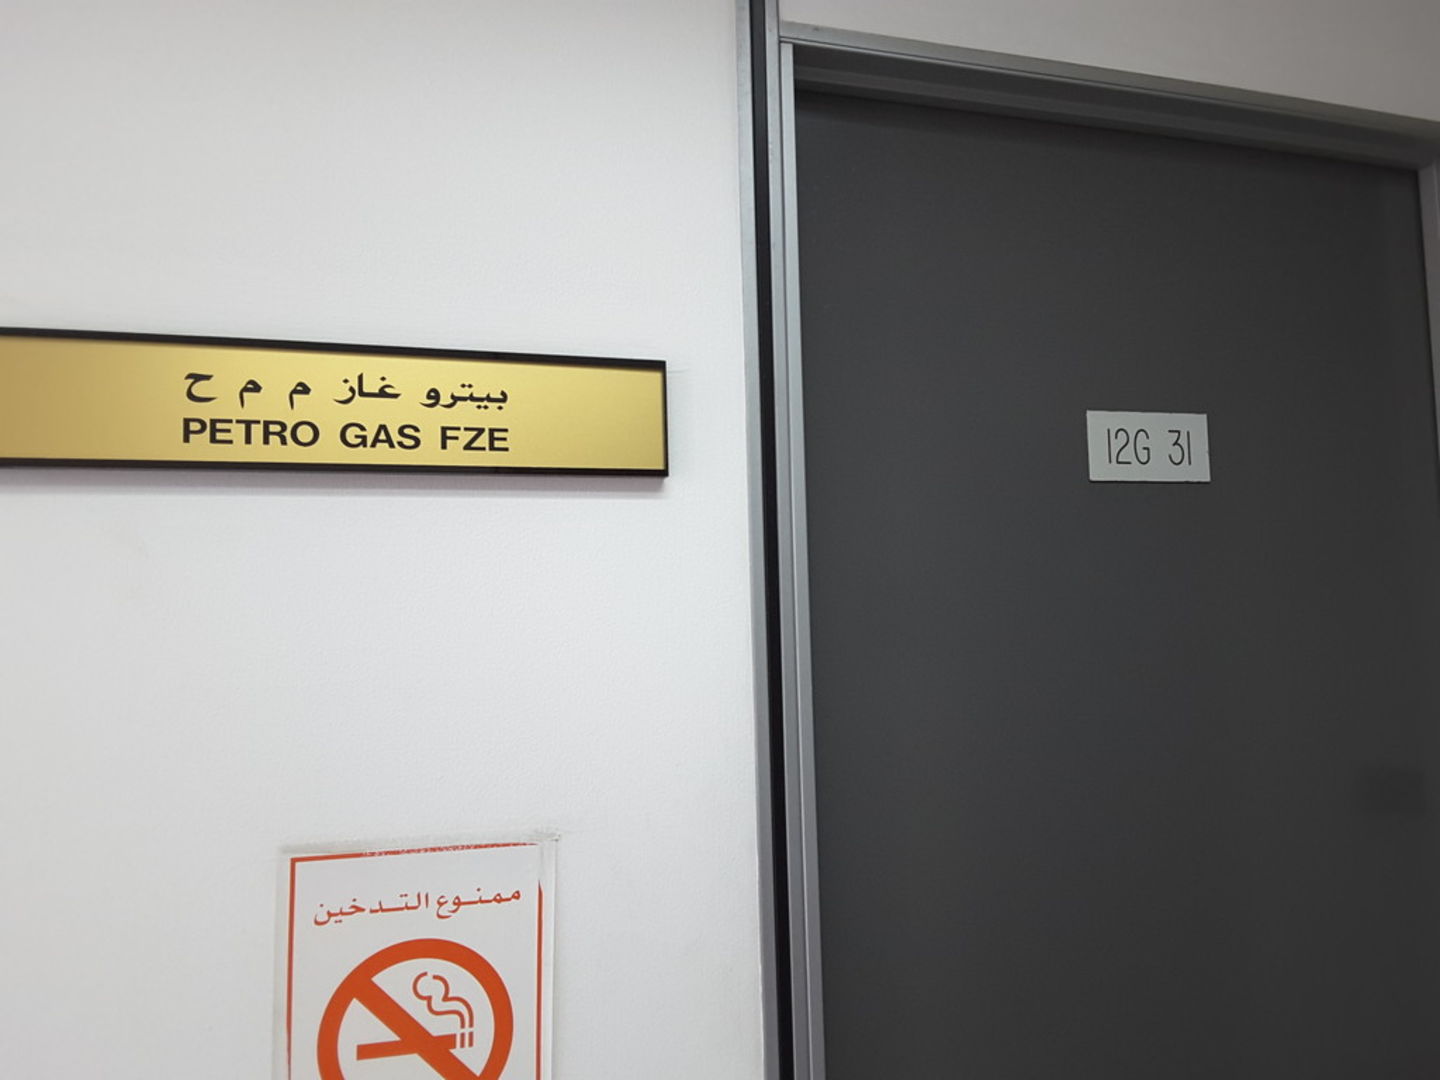 بيترو غاز م م ح
PETRO GAS FZE
12G 31
ممنوع التدخين